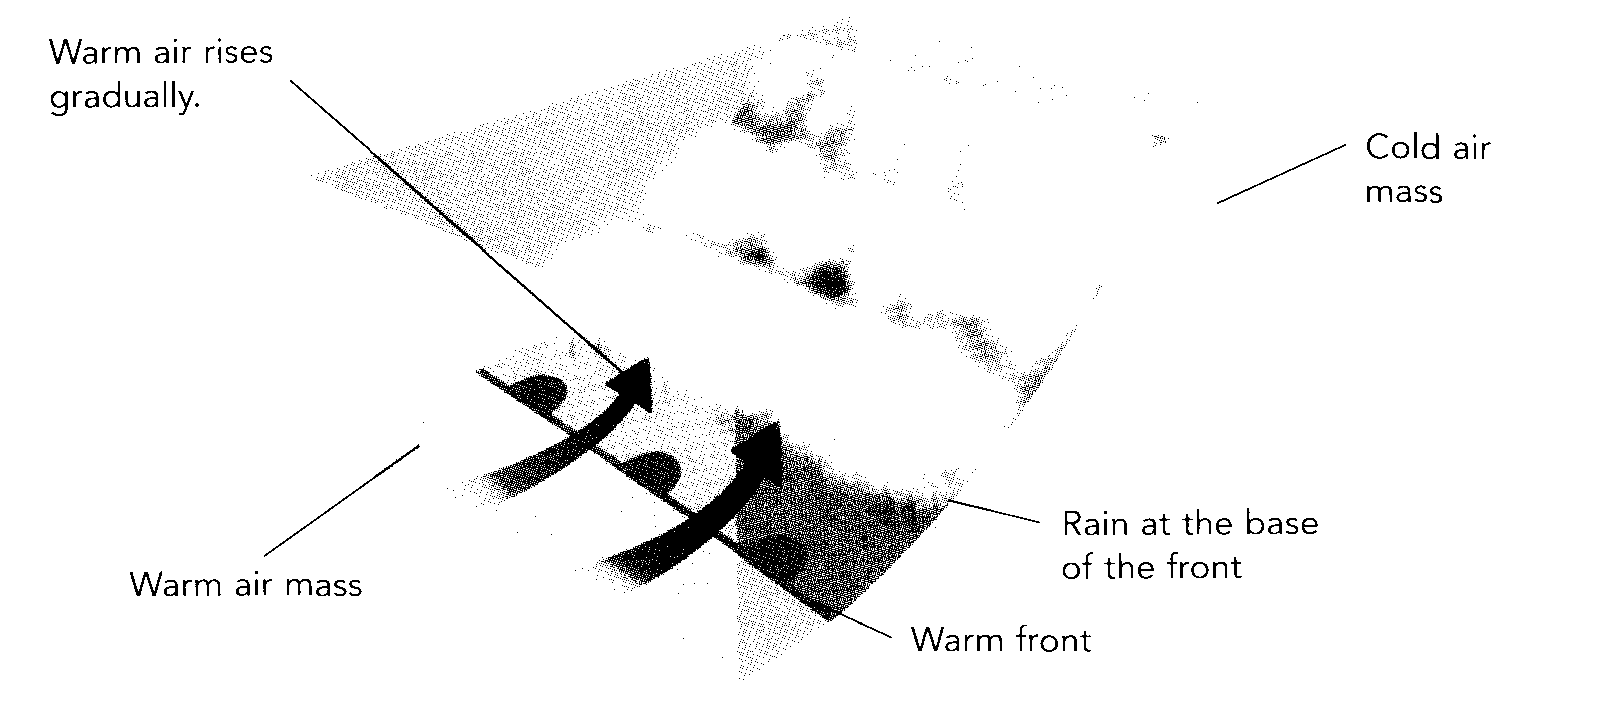 Warm air rises
gradually.
Cold air
mass
Rain at the base
of the front
Warm air mass
Warm front